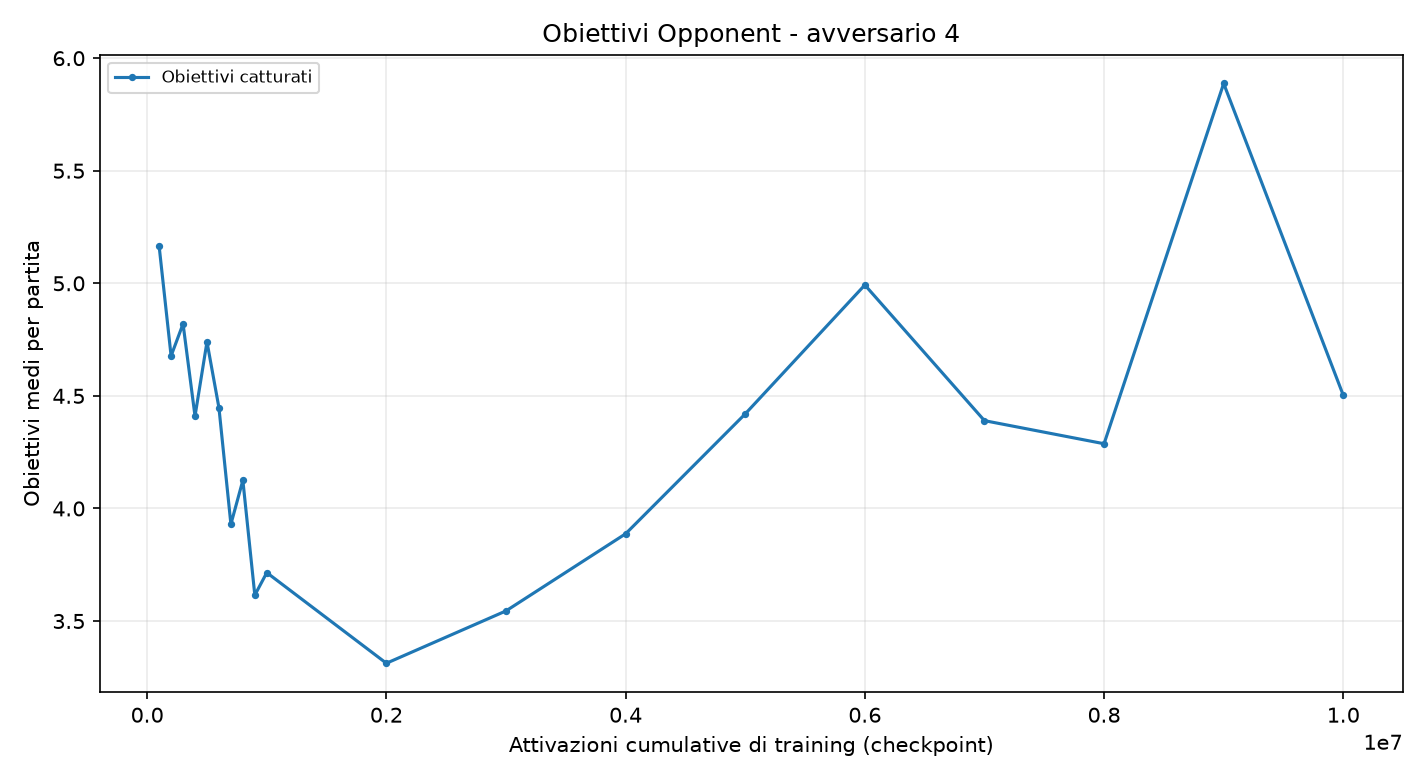 Obiettivi Opponent - avversario 4
Obiettivi catturati
Obiettivi medi per partita
6.0
5.5
5.0
4.5
4.0
3.5
0.0 0.2 0.4 0.6 0.8 1.0
1e7
Attivazioni cumulative di training (checkpoint)